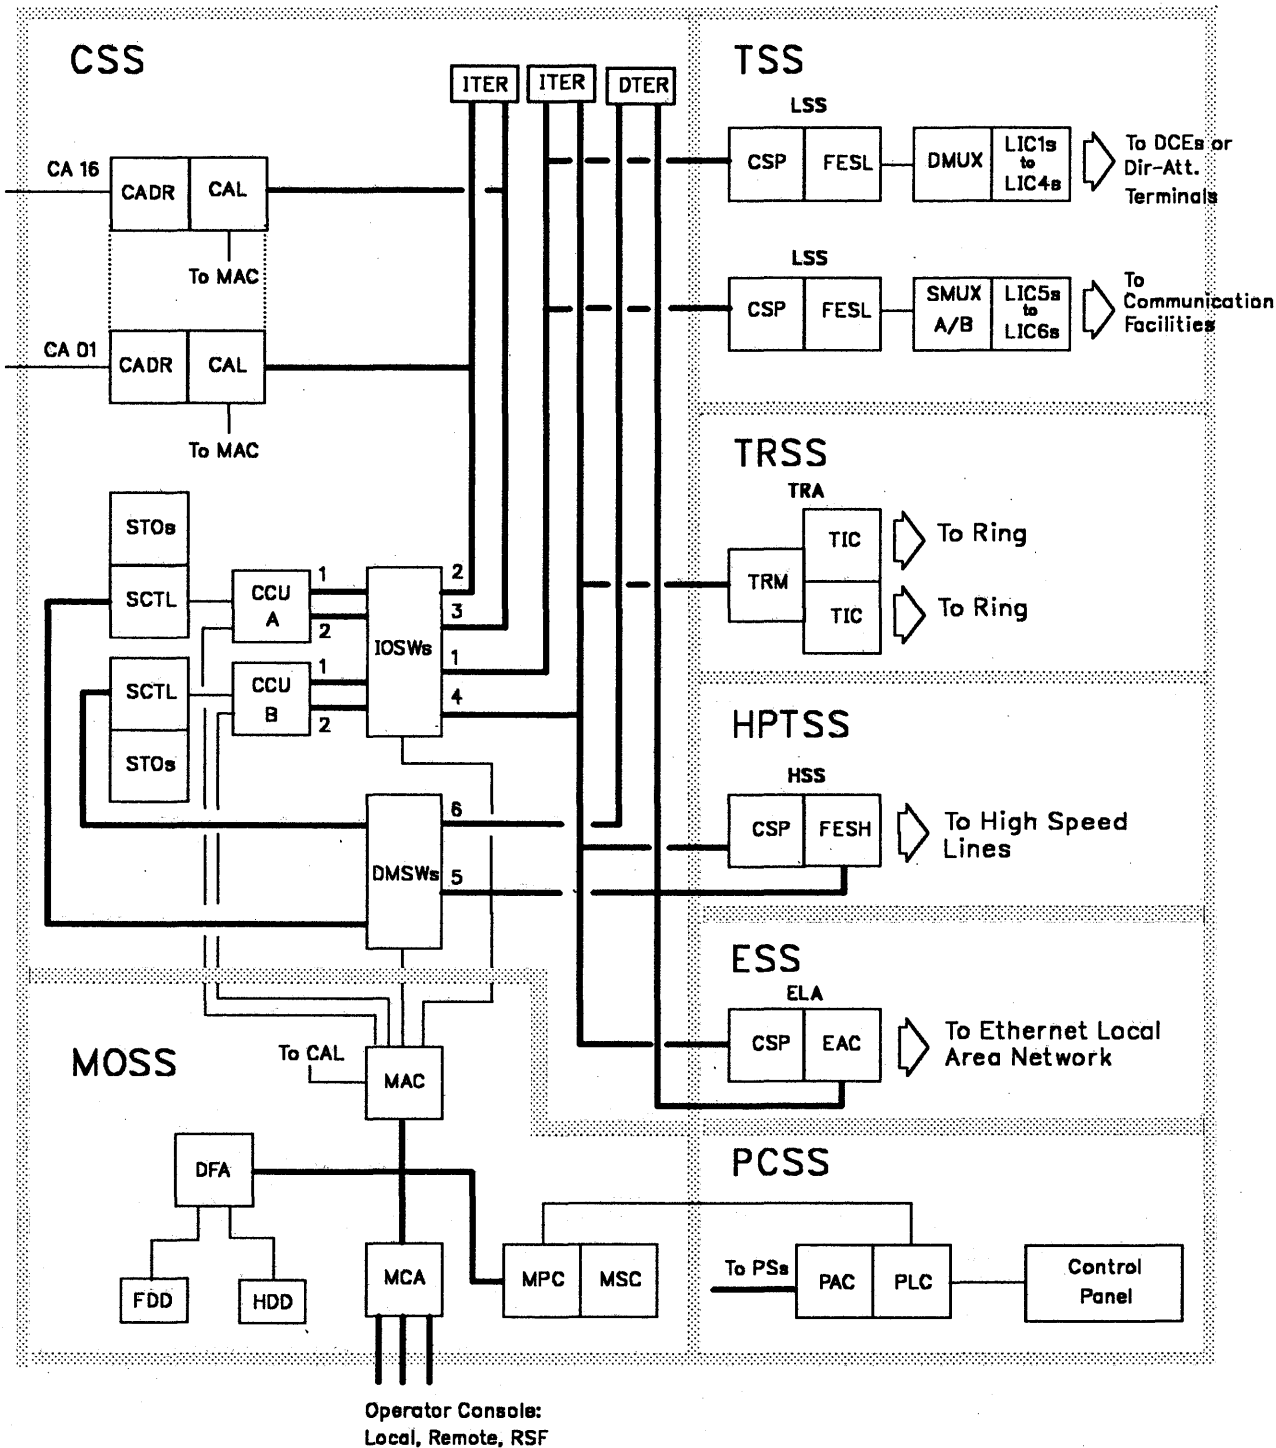 CSS
ITER
ITER
DTER
CA 16
CADR
CAL
To MAC
CA 01
CADR
CAL
To MAC
STOs
SCTL
CCU
A
1
2
SCTL
STOs
CCU
B
1
2
IOSWs
2
3
1
4
DMSWs
6
5
TSS
LSS
CSP
FESL
DMUX
LIC1s
to
LIC4s
To DCEs or
Dir-Att.
Terminals
LSS
CSP
FESL
SMUX
A/B
LIC5s
to
LIC6s
To
Communication
Facilities
TRSS
TRA
TRM
TIC
To Ring
TIC
To Ring
HPTSS
HSS
CSP
FESH
To High Speed
Lines
ESS
ELA
CSP
EAC
To Ethernet Local
Area Network
MOSS
To CAL
MAC
DFA
FDD
HDD
MCA
MPC
MSC
Operator Console:
Local, Remote, RSF
PCSS
To PSs
PAC
PLC
Control
Panel